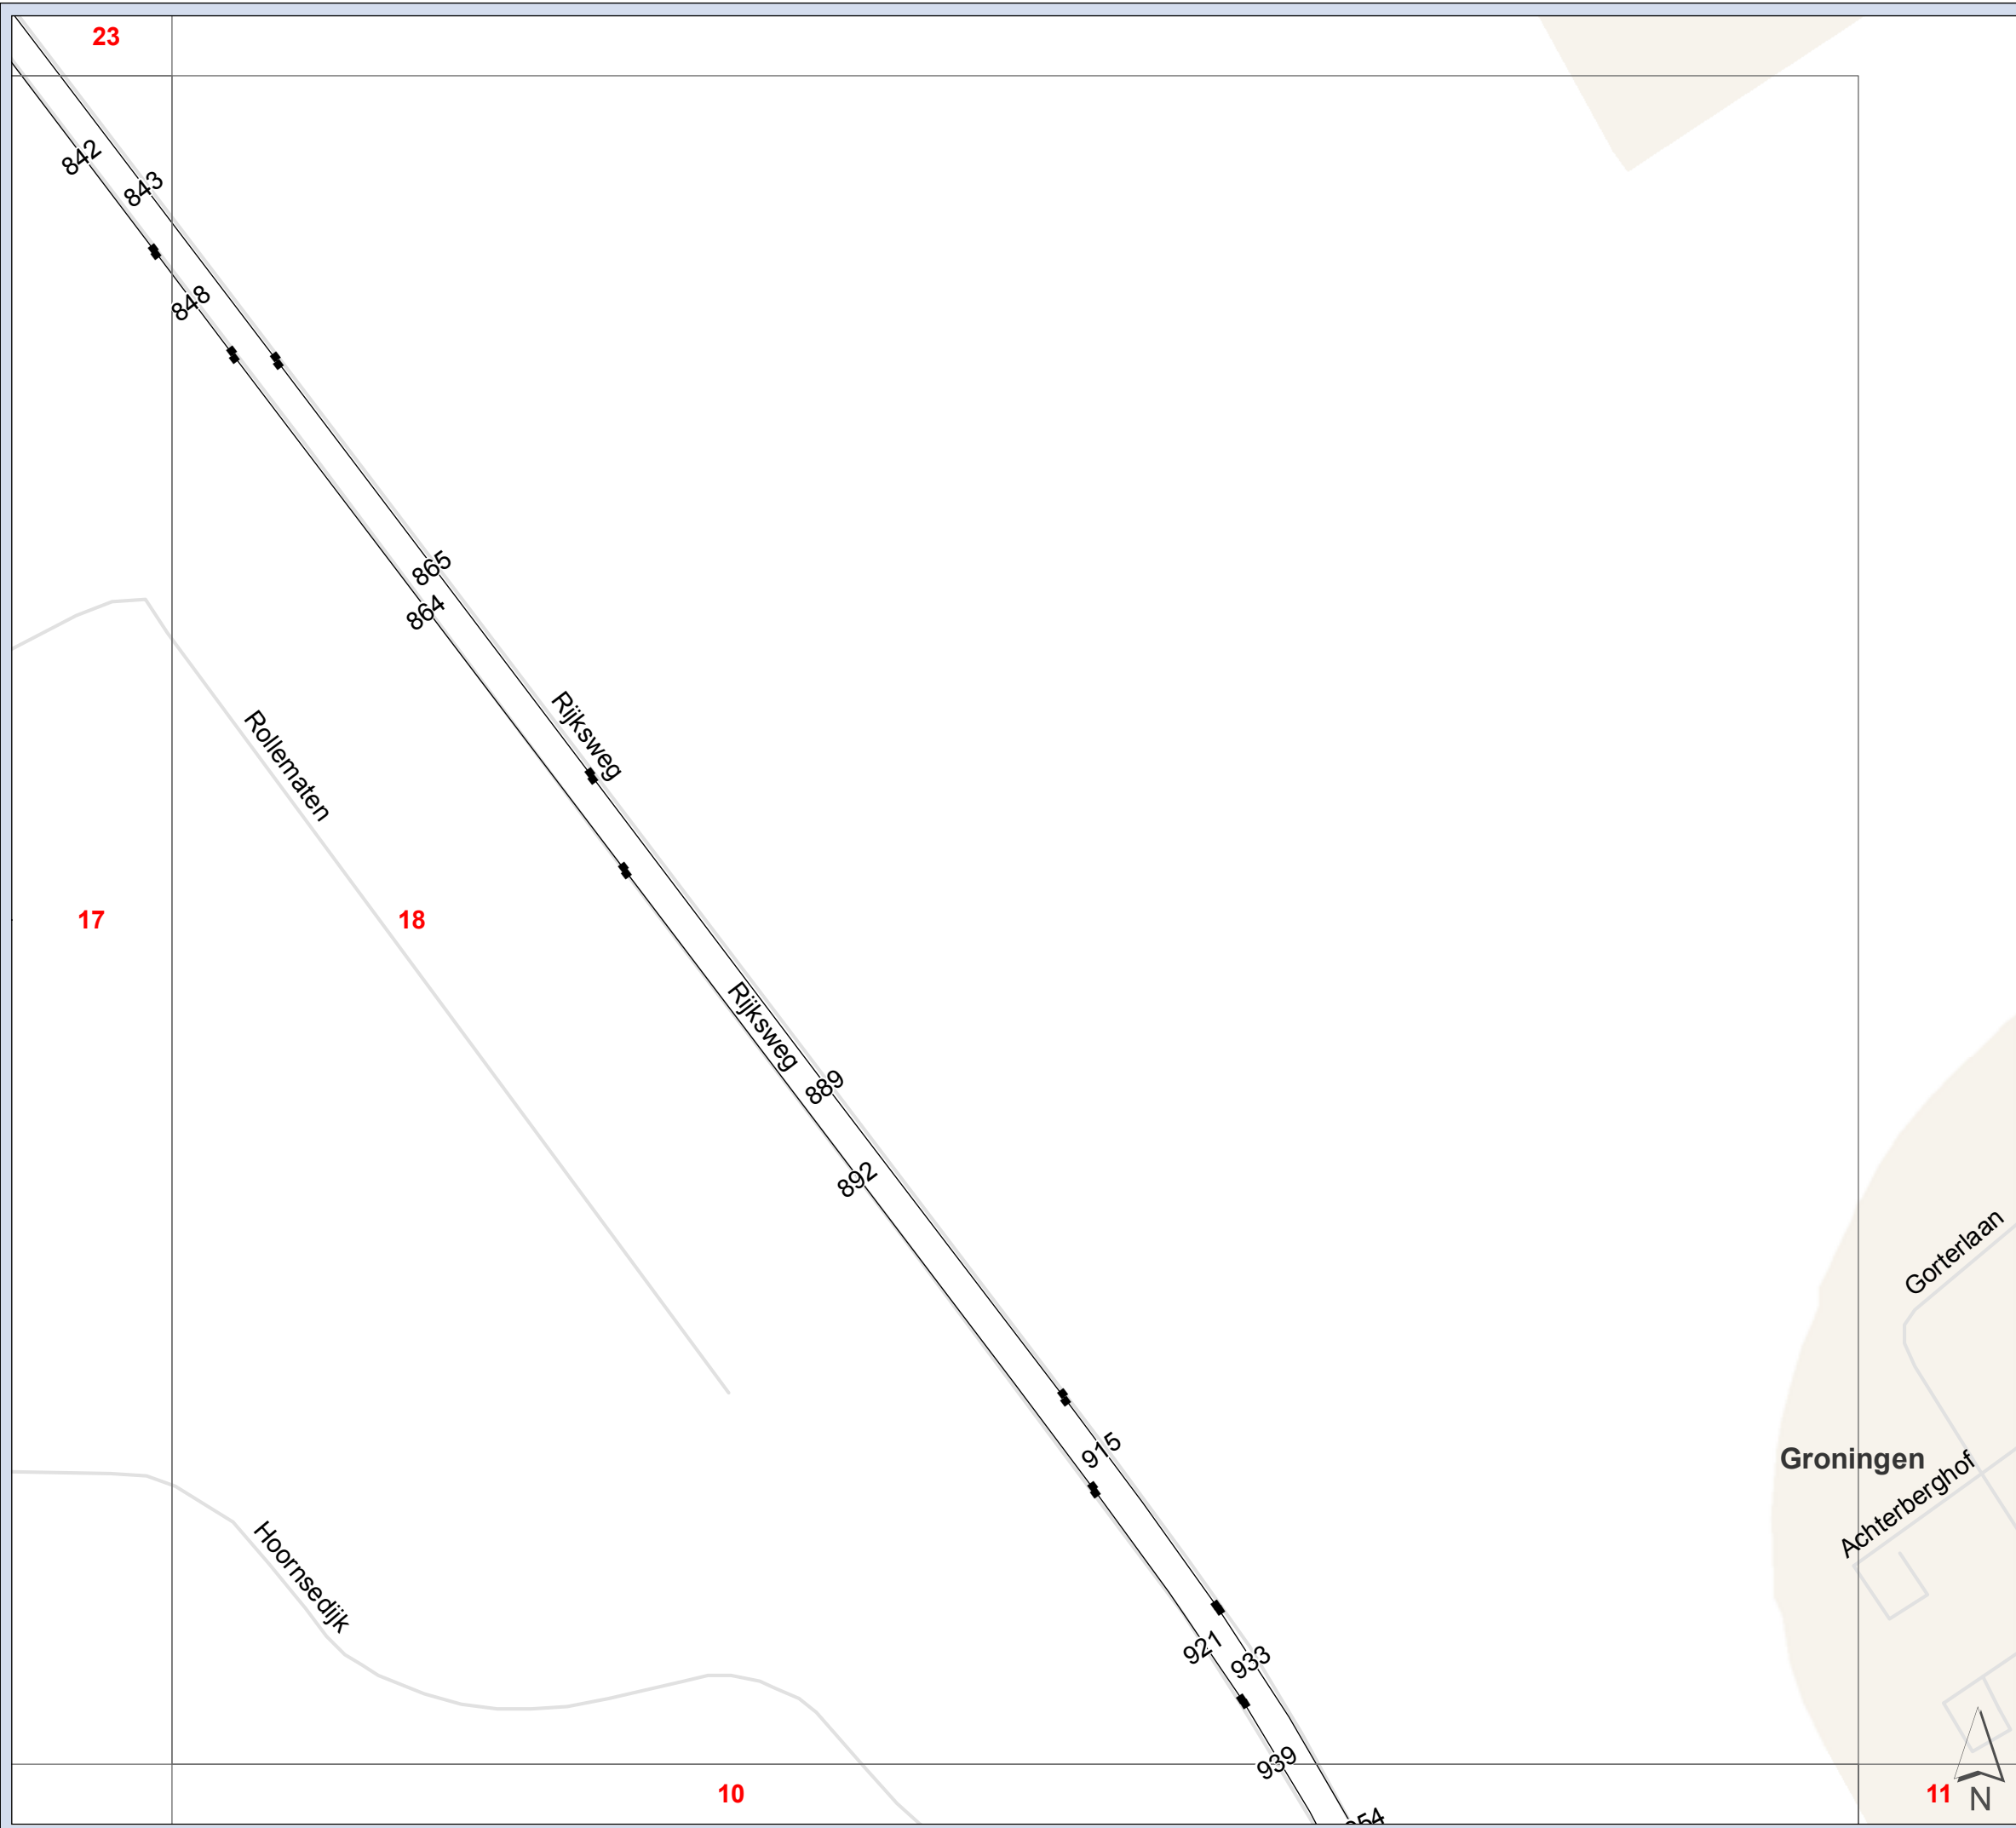 23
842
843
848
865
864
Rijksweg
Rollematen
17
18
Rijksweg
889
892
Gorterlaan
915
Groningen
Achterberghof
Hoornsedijk
921
933
939
10
11
N